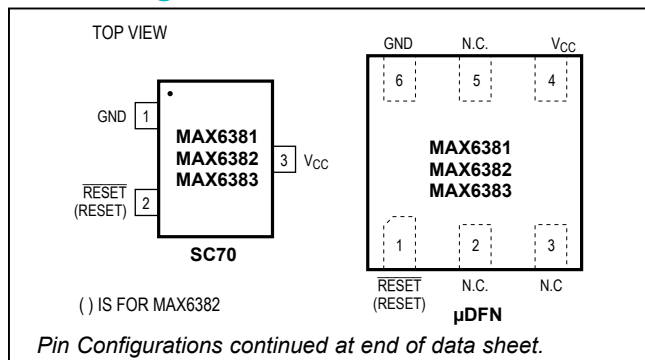 TOP VIEW
GND 1
RESET 2
(RESET)
MAX6381
MAX6382
MAX6383
3 VCC
SC70
( ) IS FOR MAX6382
GND N.C. VCC
6 5 4
MAX6381
MAX6382
MAX6383
1 2 3
RESET N.C. N.C
(RESET)
µDFN
Pin Configurations continued at end of data sheet.